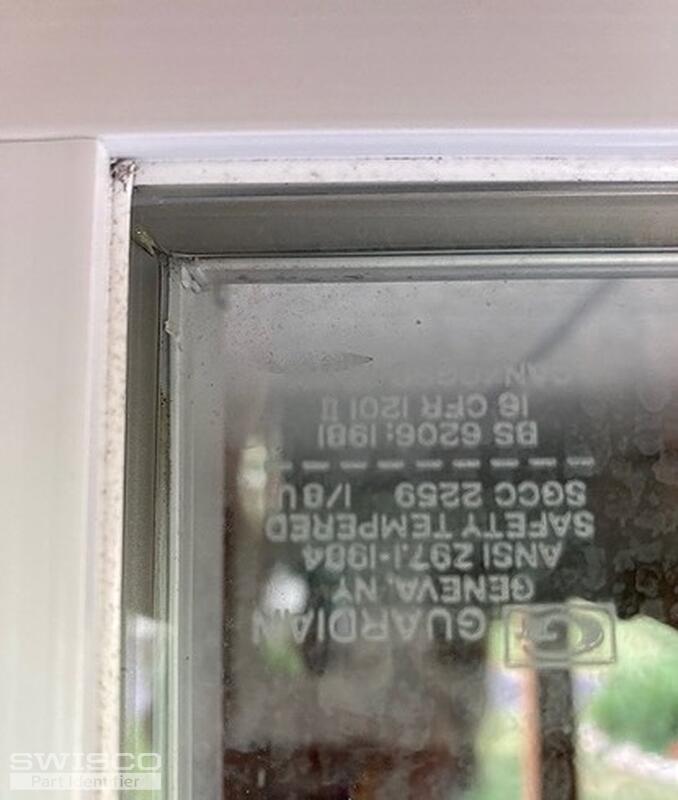 GUARDIAN
GENEVA, NY
ANSI Z97.1-1984
SAFETY TEMPERED
SGCC 2259 1/8 U
BS 6206:1981
16 CFR 1201 II
SWISCO
Part Identifier